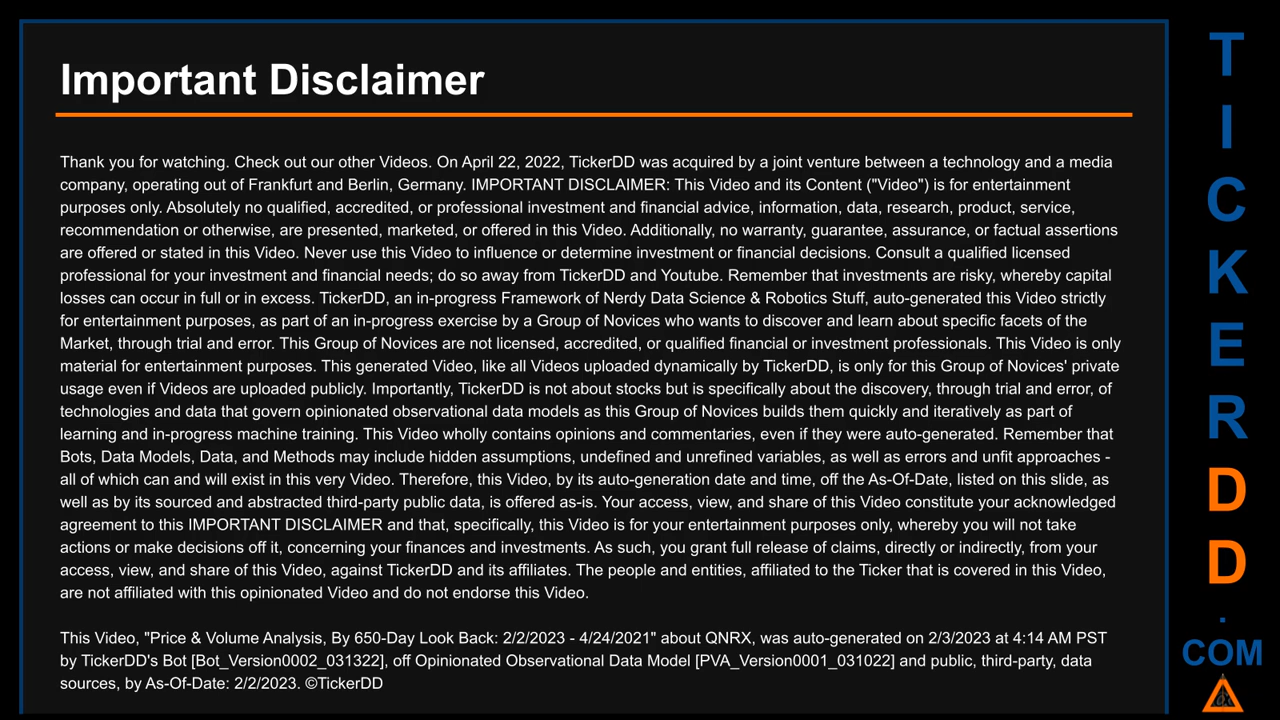 Important Disclaimer
Thank you for watching. Check out our other Videos. On April 22, 2022, TickerDD was acquired by a joint venture between a technology and a media
company, operating out of Frankfurt and Berlin, Germany. IMPORTANT DISCLAIMER: This Video and its Content ("Video") is for entertainment
purposes only. Absolutely no qualified, accredited, or professional investment and financial advice, information, data, research, product, service,
recommendation or otherwise, are presented, marketed, or offered in this Video. Additionally, no warranty, guarantee, assurance, or factual assertions
are offered or stated in this Video. Never use this Video to influence or determine investment or financial decisions. Consult a qualified licensed
professional for your investment and financial needs; do so away from TickerDD and Youtube. Remember that investments are risky, whereby capital
losses can occur in full or in excess. TickerDD, an in-progress Framework of Nerdy Data Science & Robotics Stuff, auto-generated this Video strictly
for entertainment purposes, as part of an in-progress exercise by a Group of Novices who wants to discover and learn about specific facets of the
Market, through trial and error. This Group of Novices are not licensed, accredited, or qualified financial or investment professionals. This Video is only
material for entertainment purposes. This generated Video, like all Videos uploaded dynamically by TickerDD, is only for this Group of Novices' private
usage even if Videos are uploaded publicly. Importantly, TickerDD is not about stocks but is specifically about the discovery, through trial and error, of
technologies and data that govern opinionated observational data models as this Group of Novices builds them quickly and iteratively as part of
learning and in-progress machine training. This Video wholly contains opinions and commentaries, even if they were auto-generated. Remember that
Bots, Data Models, Data, and Methods may include hidden assumptions, undefined and unrefined variables, as well as errors and unfit approaches -
all of which can and will exist in this very Video. Therefore, this Video, by its auto-generation date and time, off the As-Of-Date, listed on this slide, as
well as by its sourced and abstracted third-party public data, is offered as-is. Your access, view, and share of this Video constitute your acknowledged
agreement to this IMPORTANT DISCLAIMER and that, specifically, this Video is for your entertainment purposes only, whereby you will not take
actions or make decisions off it, concerning your finances and investments. As such, you grant full release of claims, directly or indirectly, from your
access, view, and share of this Video, against TickerDD and its affiliates. The people and entities, affiliated to the Ticker that is covered in this Video,
are not affiliated with this opinionated Video and do not endorse this Video.
This Video, "Price & Volume Analysis, By 650-Day Look Back: 2/2/2023 - 4/24/2021" about QNRX, was auto-generated on 2/3/2023 at 4:14 AM PST
by TickerDD's Bot [Bot_Version0002_031322], off Opinionated Observational Data Model [PVA_Version0001_031022] and public, third-party, data
sources, by As-Of-Date: 2/2/2023. ©TickerDD
T
I
C
K
E
R
D
D
.
COM